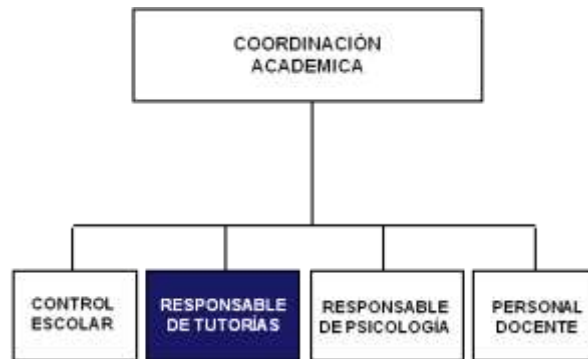 COORDINACIÓN
ACADEMICA
CONTROL
ESCOLAR
RESPONSABLE
DE TUTORÍAS
RESPONSABLE
DE PSICOLOGÍA
PERSONAL
DOCENTE